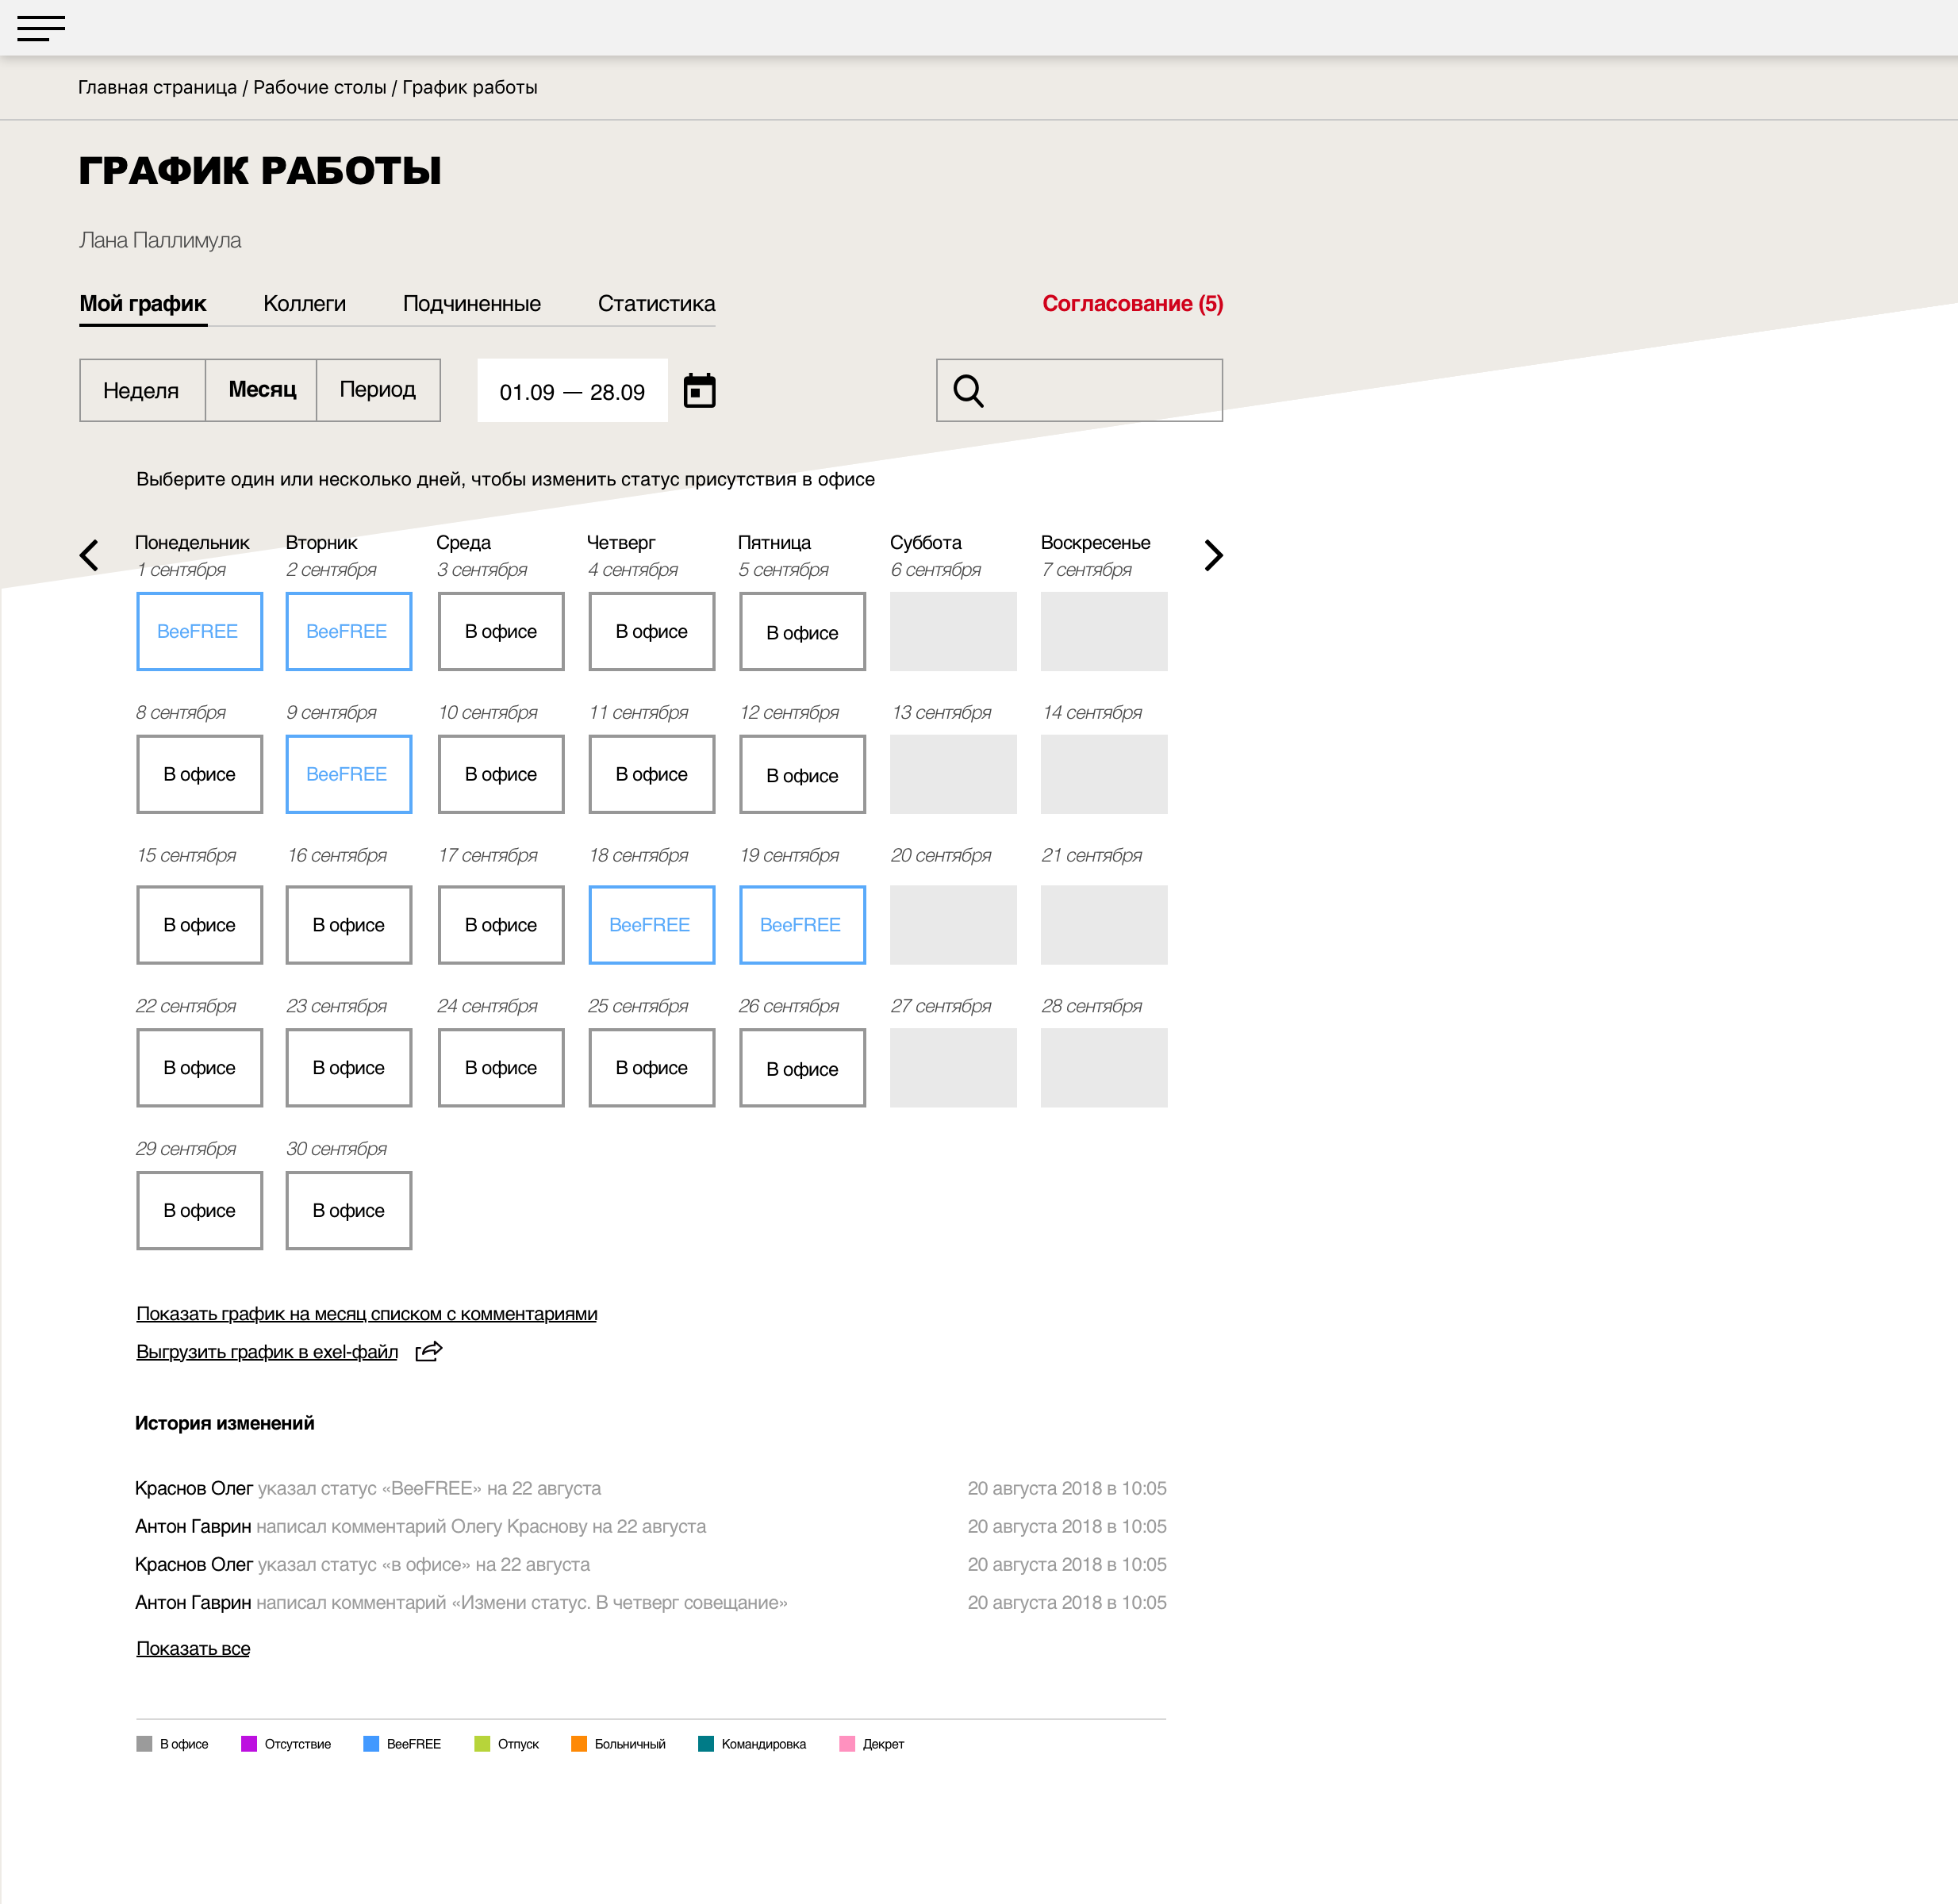 Главная страница / Рабочие столы / График работы
ГРАФИК РАБОТЫ
Лана Паллимула
Мой график Коллеги Подчиненные Статистика Согласование (5)
Неделя Месяц Период 01.09 — 28.09
Выберите один или несколько дней, чтобы изменить статус присутствия в офисе
Понедельник Вторник Среда Четверг Пятница Суббота Воскресенье
1 сентября 2 сентября 3 сентября 4 сентября 5 сентября 6 сентября 7 сентября
BeeFREE BeeFREE В офисе В офисе В офисе
8 сентября 9 сентября 10 сентября 11 сентября 12 сентября 13 сентября 14 сентября
В офисе BeeFREE В офисе В офисе В офисе
15 сентября 16 сентября 17 сентября 18 сентября 19 сентября 20 сентября 21 сентября
В офисе В офисе В офисе BeeFREE BeeFREE
22 сентября 23 сентября 24 сентября 25 сентября 26 сентября 27 сентября 28 сентября
В офисе В офисе В офисе В офисе В офисе
29 сентября 30 сентября
В офисе В офисе
Показать график на месяц списком с комментариями
Выгрузить график в exel-файл
История изменений
Краснов Олег указал статус «BeeFREE» на 22 августа 20 августа 2018 в 10:05
Антон Гаврин написал комментарий Олегу Краснову на 22 августа 20 августа 2018 в 10:05
Краснов Олег указал статус «в офисе» на 22 августа 20 августа 2018 в 10:05
Антон Гаврин написал комментарий «Измени статус. В четверг совещание» 20 августа 2018 в 10:05
Показать все
В офисе Отсутствие BeeFREE Отпуск Больничный Командировка Декрет